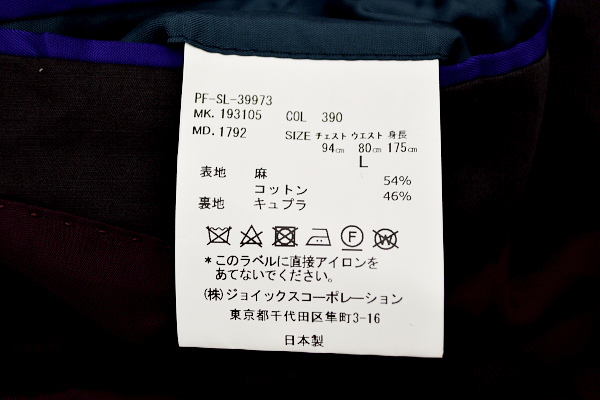 PF-SL-39973
MK. 193105 COL 390
MD. 1792 SIZE チェスト ウエスト 身長
94cm 80cm 175cm
L
表地 麻 54%
コットン 46%
裏地 キュプラ
F W
*このラベルに直接アイロンを
あてないでください。
(株)ジョイックスコーポレーション
東京都千代田区隼町3-16
日本製